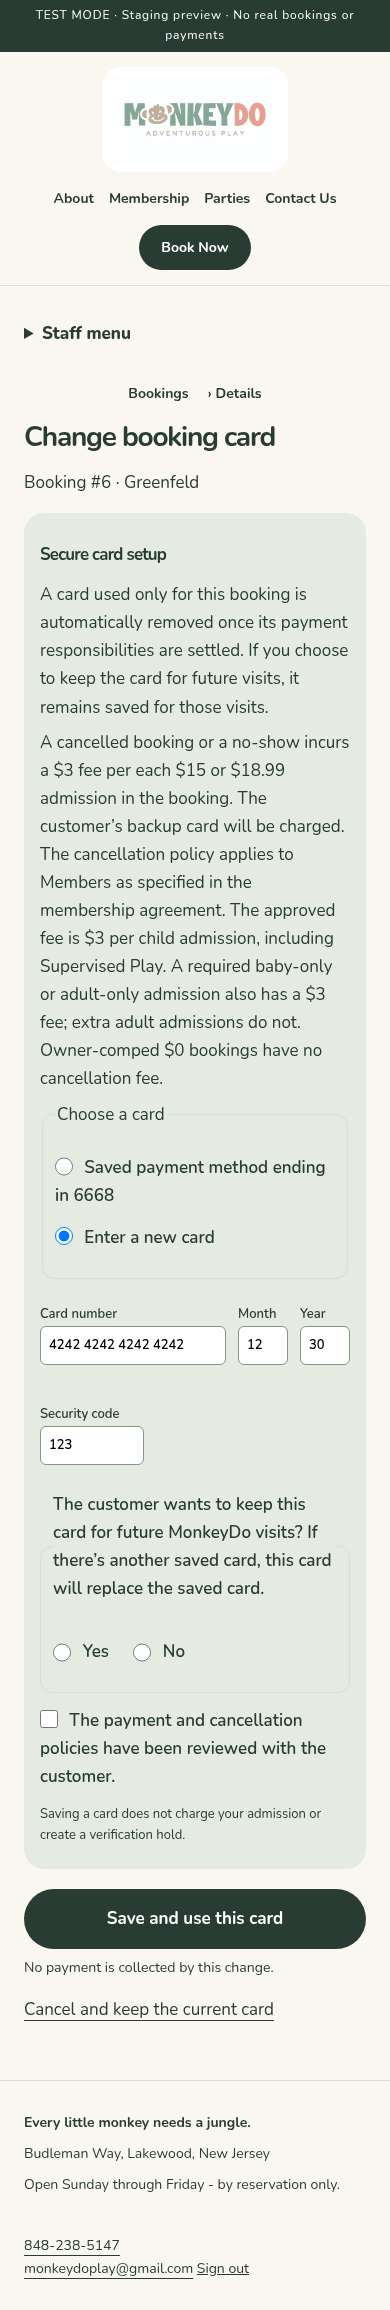 TEST MODE · Staging preview · No real bookings or
payments
MONKEYDO
ADVENTUROUS PLAY
About Membership Parties Contact Us
Book Now
Staff menu
Bookings › Details
Change booking card
Booking #6 · Greenfeld
Secure card setup
A card used only for this booking is
automatically removed once its payment
responsibilities are settled. If you choose
to keep the card for future visits, it
remains saved for those visits.
A cancelled booking or a no-show incurs
a $3 fee per each $15 or $18.99
admission in the booking. The
customer’s backup card will be charged.
The cancellation policy applies to
Members as specified in the
membership agreement. The approved
fee is $3 per child admission, including
Supervised Play. A required baby-only
or adult-only admission also has a $3
fee; extra adult admissions do not.
Owner-comped $0 bookings have no
cancellation fee.
Choose a card
Saved payment method ending
in 6668
Enter a new card
Card number Month Year
4242 4242 4242 4242 12 30
Security code
123
The customer wants to keep this
card for future MonkeyDo visits? If
there’s another saved card, this card
will replace the saved card.
Yes No
The payment and cancellation
policies have been reviewed with the
customer.
Saving a card does not charge your admission or
create a verification hold.
Save and use this card
No payment is collected by this change.
Cancel and keep the current card
Every little monkey needs a jungle.
Budleman Way, Lakewood, New Jersey
Open Sunday through Friday - by reservation only.
848-238-5147
monkeydoplay@gmail.com Sign out